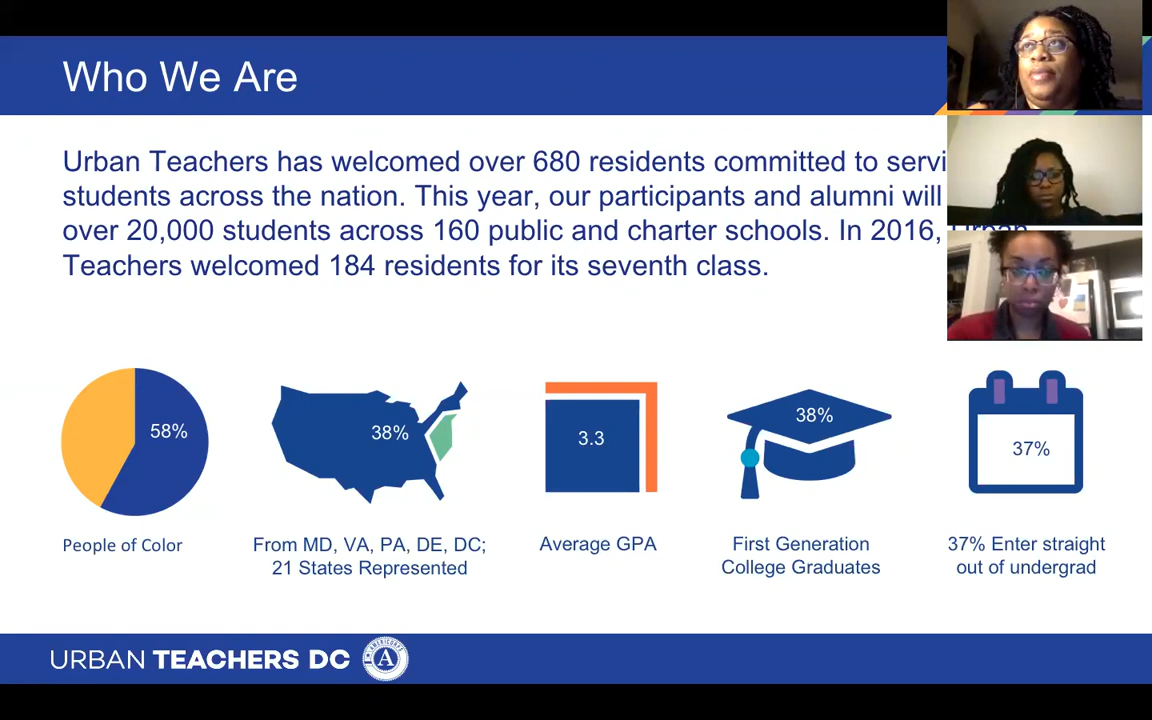 Who We Are
Urban Teachers has welcomed over 680 residents committed to servi
students across the nation. This year, our participants and alumni will
over 20,000 students across 160 public and charter schools. In 2016, Urban
Teachers welcomed 184 residents for its seventh class.
58%
38%
3.3
38%
37%
People of Color
From MD, VA, PA, DE, DC;
21 States Represented
Average GPA
First Generation
College Graduates
37% Enter straight
out of undergrad
URBAN TEACHERS DC
AMERICORPS
A